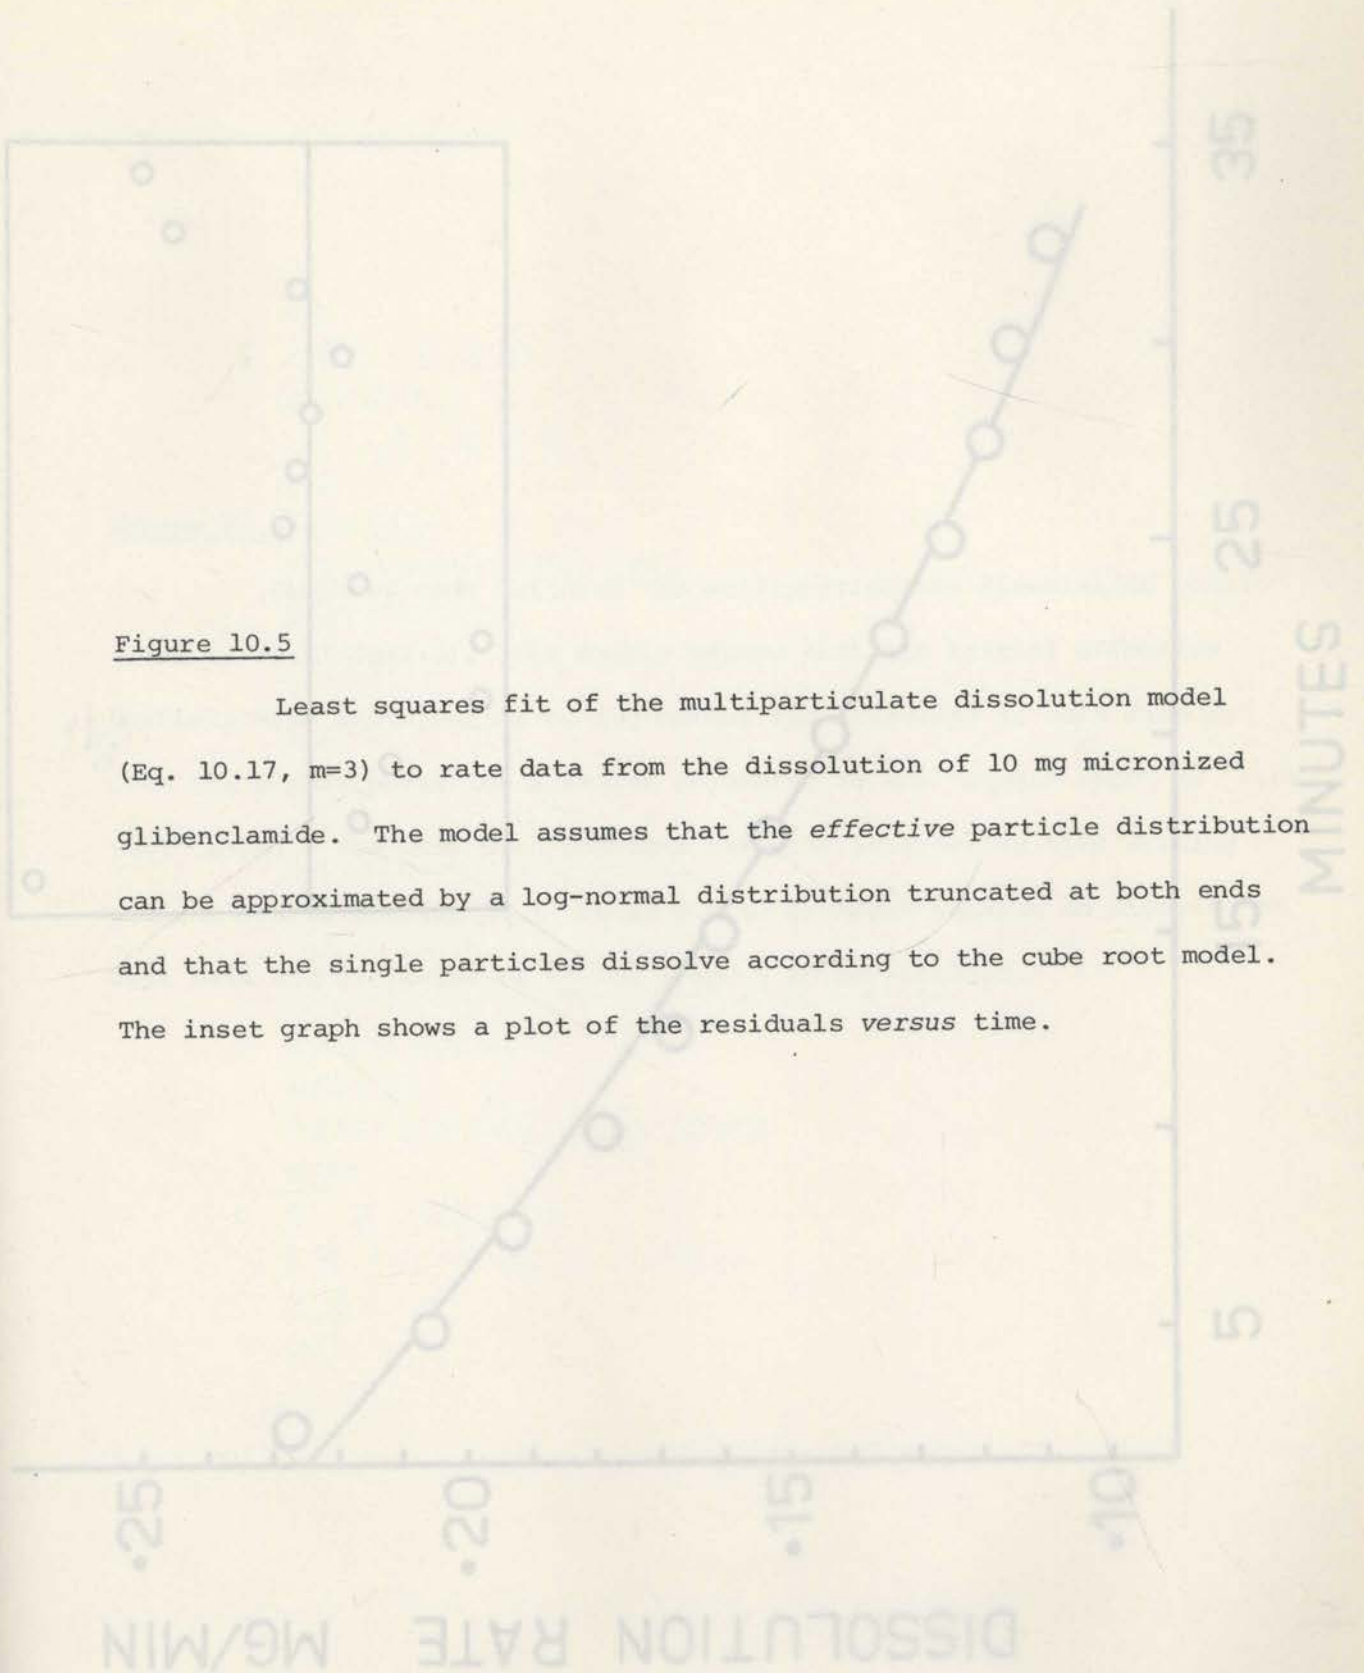 Figure 10.5
Least squares fit of the multiparticulate dissolution model
(Eq. 10.17, m=3) to rate data from the dissolution of 10 mg micronized
glibenclamide. The model assumes that the effective particle distribution
can be approximated by a log-normal distribution truncated at both ends
and that the single particles dissolve according to the cube root model.
The inset graph shows a plot of the residuals versus time.
35
25
15
5
MINUTES
.25
.20
.15
.10
DISSOLUTION RATE MG/MIN